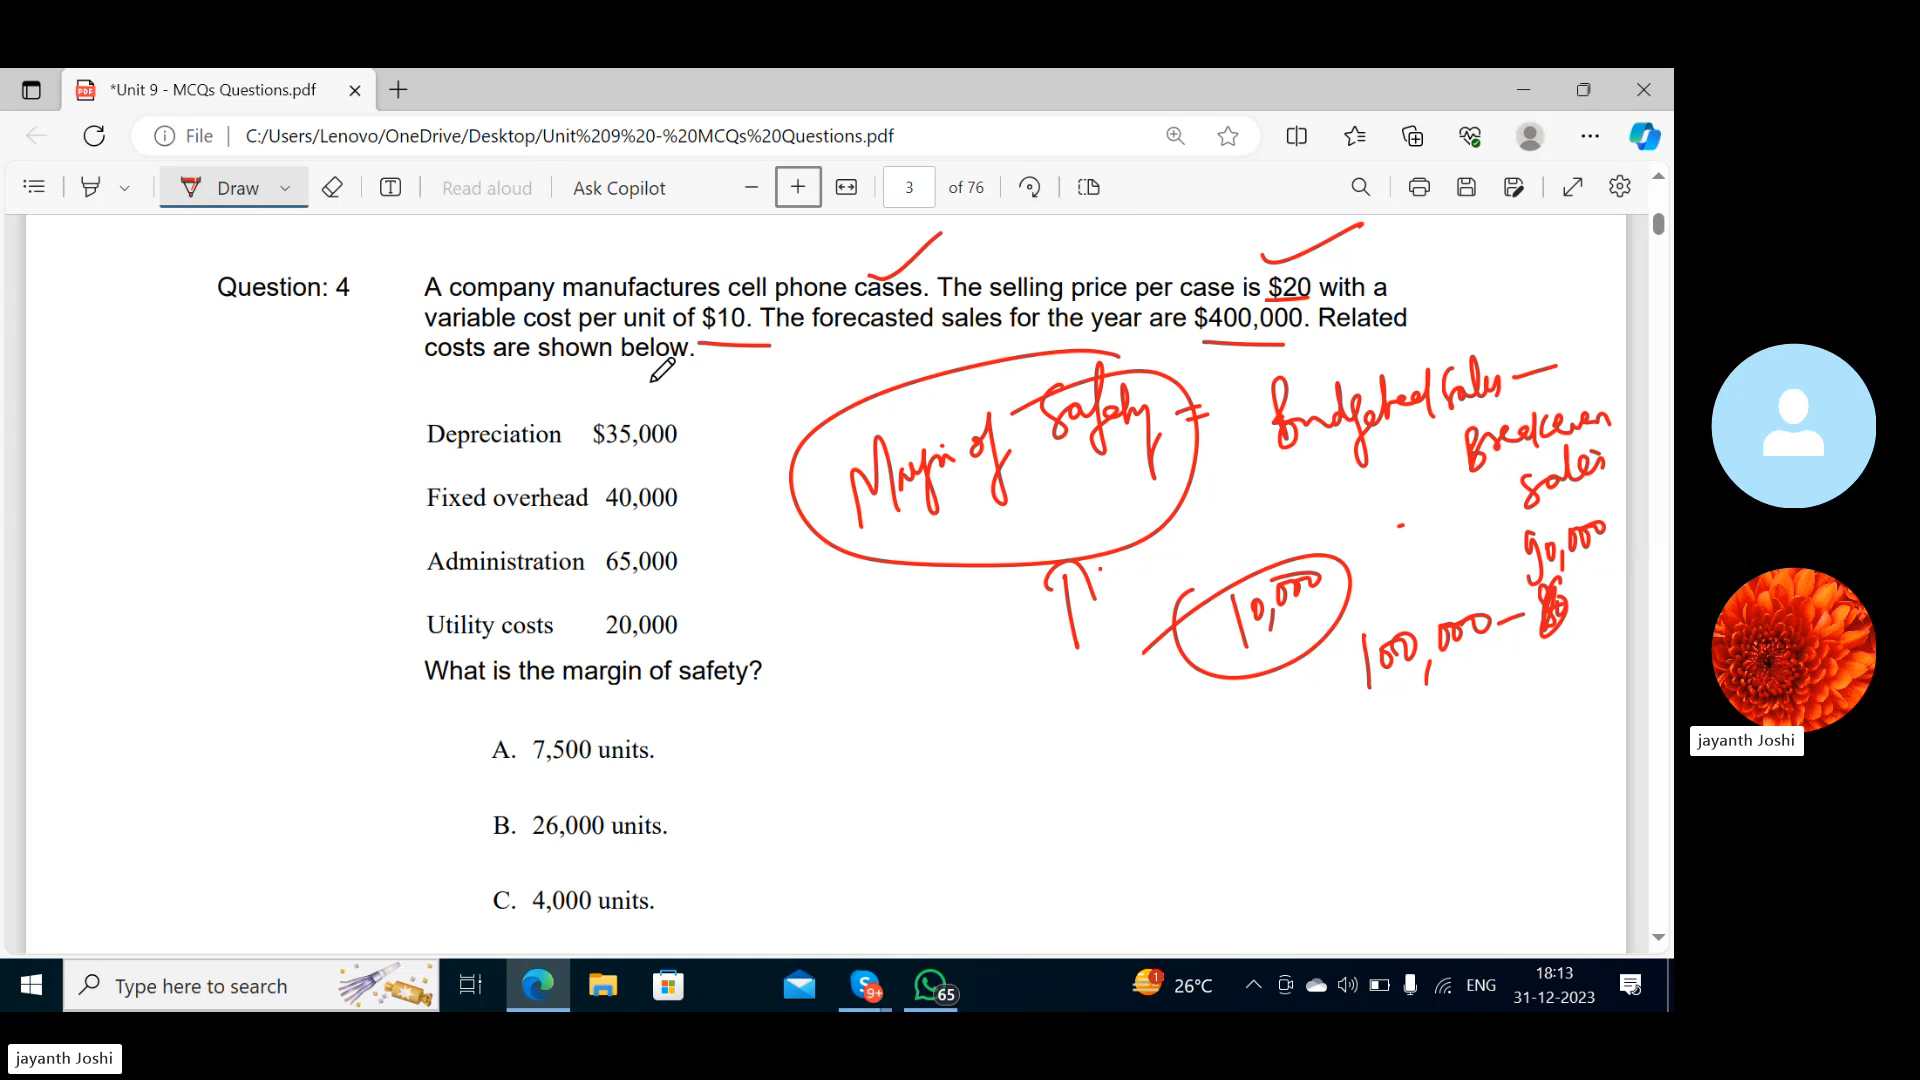 *Unit 9 - MCQs Questions.pdf
File
C:/Users/Lenovo/OneDrive/Desktop/Unit%209%20-%20MCQs%20Questions.pdf
Draw
Read aloud
Ask Copilot
3 of 76
Question: 4
A company manufactures cell phone cases. The selling price per case is $20 with a
variable cost per unit of $10. The forecasted sales for the year are $400,000. Related
costs are shown below.
Margin of Safety = Budgeted Sales —
Breakeven
Sales
Depreciation $35,000
Fixed overhead 40,000
Administration 65,000
Utility costs 20,000
90,000
10,000
100,000 —
What is the margin of safety?
A. 7,500 units.
B. 26,000 units.
C. 4,000 units.
jayanth Joshi
Type here to search
9+
65
1
26°C
ENG
18:13
31-12-2023
jayanth Joshi